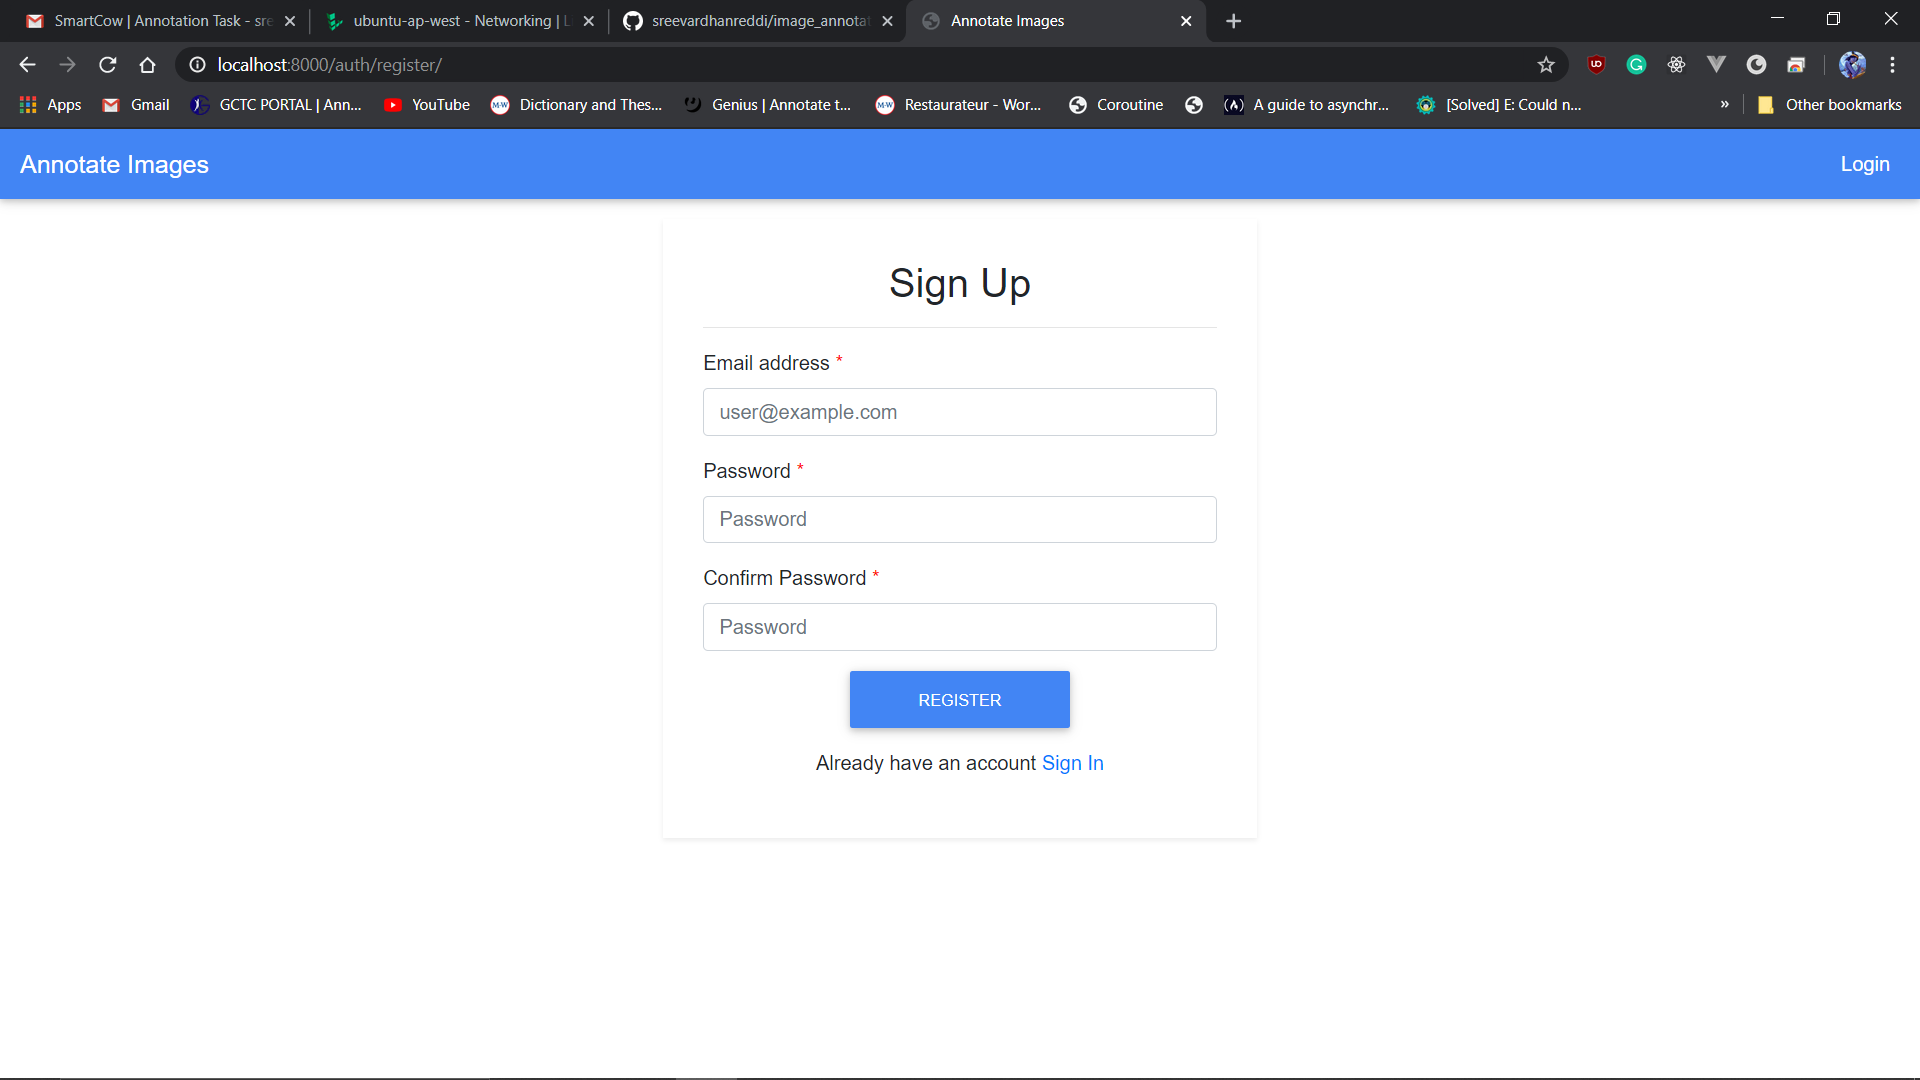 SmartCow | Annotation Task - sre
ubuntu-ap-west - Networking | Li
sreevardhanreddi/image_annotat
Annotate Images
localhost:8000/auth/register/
Apps
Gmail
GCTC PORTAL | Ann...
YouTube
Dictionary and Thes...
Genius | Annotate t...
Restaurateur - Wor...
Coroutine
A guide to asynchr...
[Solved] E: Could n...
»
Other bookmarks
Annotate Images
Login
Sign Up
Email address *
user@example.com
Password *
Password
Confirm Password *
Password
REGISTER
Already have an account Sign In